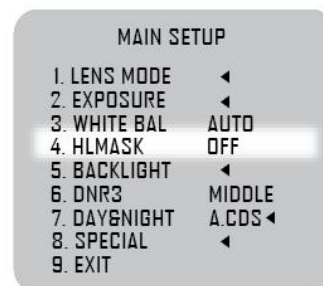 MAIN SETUP
1. LENS MODE ◄
2. EXPOSURE ◄
3. WHITE BAL AUTO
4. HLMASK OFF
5. BACKLIGHT ◄
6. DNR3 MIDDLE
7. DAY&NIGHT A.CDS◄
8. SPECIAL ◄
9. EXIT